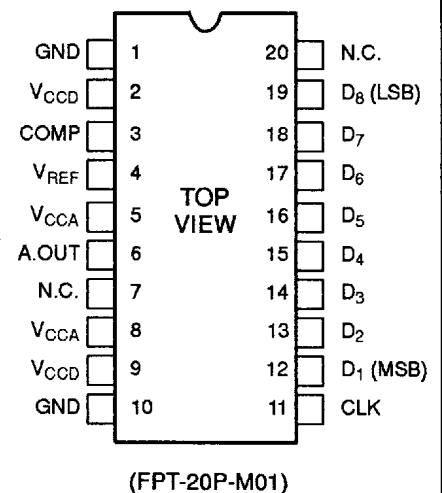 GND 1 20 N.C.
VCCD 2 19 D8 (LSB)
COMP 3 18 D7
VREF 4 17 D6
VCCA 5 16 D5
TOP
VIEW
A.OUT 6 15 D4
N.C. 7 14 D3
VCCA 8 13 D2
VCCD 9 12 D1 (MSB)
GND 10 11 CLK
(FPT-20P-M01)